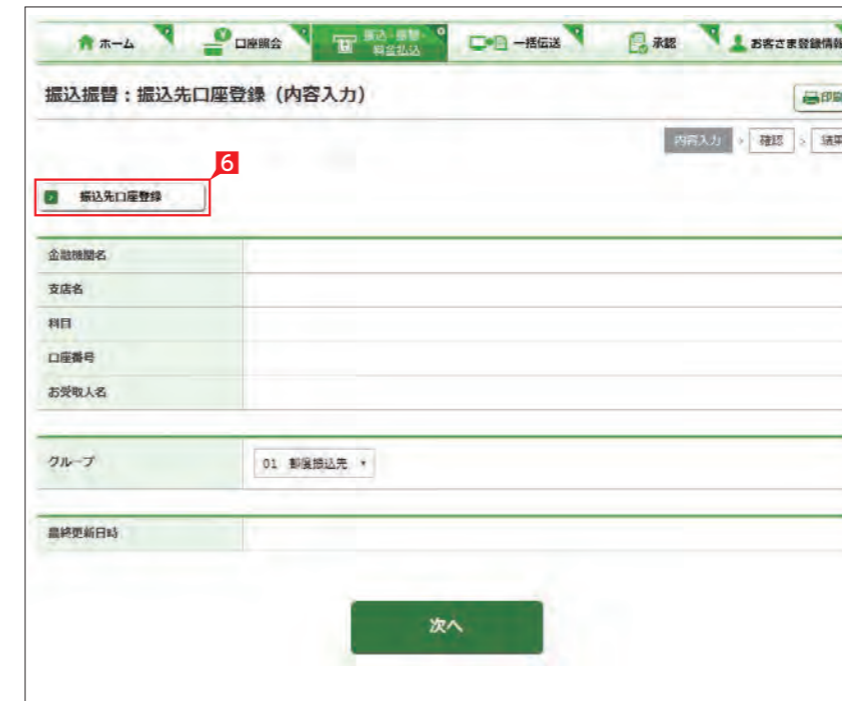 ホーム 口座照会 振込・振替・ 一括伝送 承認 お客さま登録情報
料金払込
振込振替：振込先口座登録（内容入力）
印刷
内容入力 > 確認 > 結果
6
振込先口座登録
金融機関名
支店名
科目
口座番号
お受取人名
グループ 01 都度振込先
最終更新日時
次へ